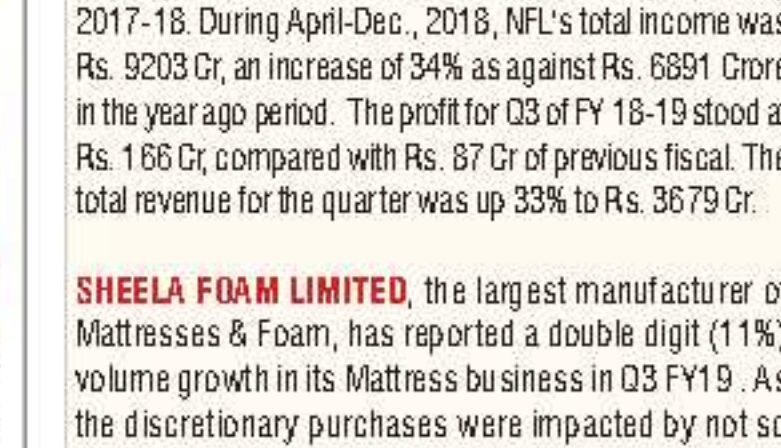 2017-18. During April-Dec., 2018, NFL's total income was
Rs. 9203 Cr, an increase of 34% as against Rs. 6891 Crore
in the year ago period. The profit for Q3 of FY 18-19 stood a
Rs. 166 Cr, compared with Rs. 87 Cr of previous fiscal. The
total revenue for the quarter was up 33% to Rs. 3679 Cr.
SHEELA FOAM LIMITED, the largest manufacturer o
Mattresses & Foam, has reported a double digit (11%)
volume growth in its Mattress business in Q3 FY19 . As
the discretionary purchases were impacted by not s